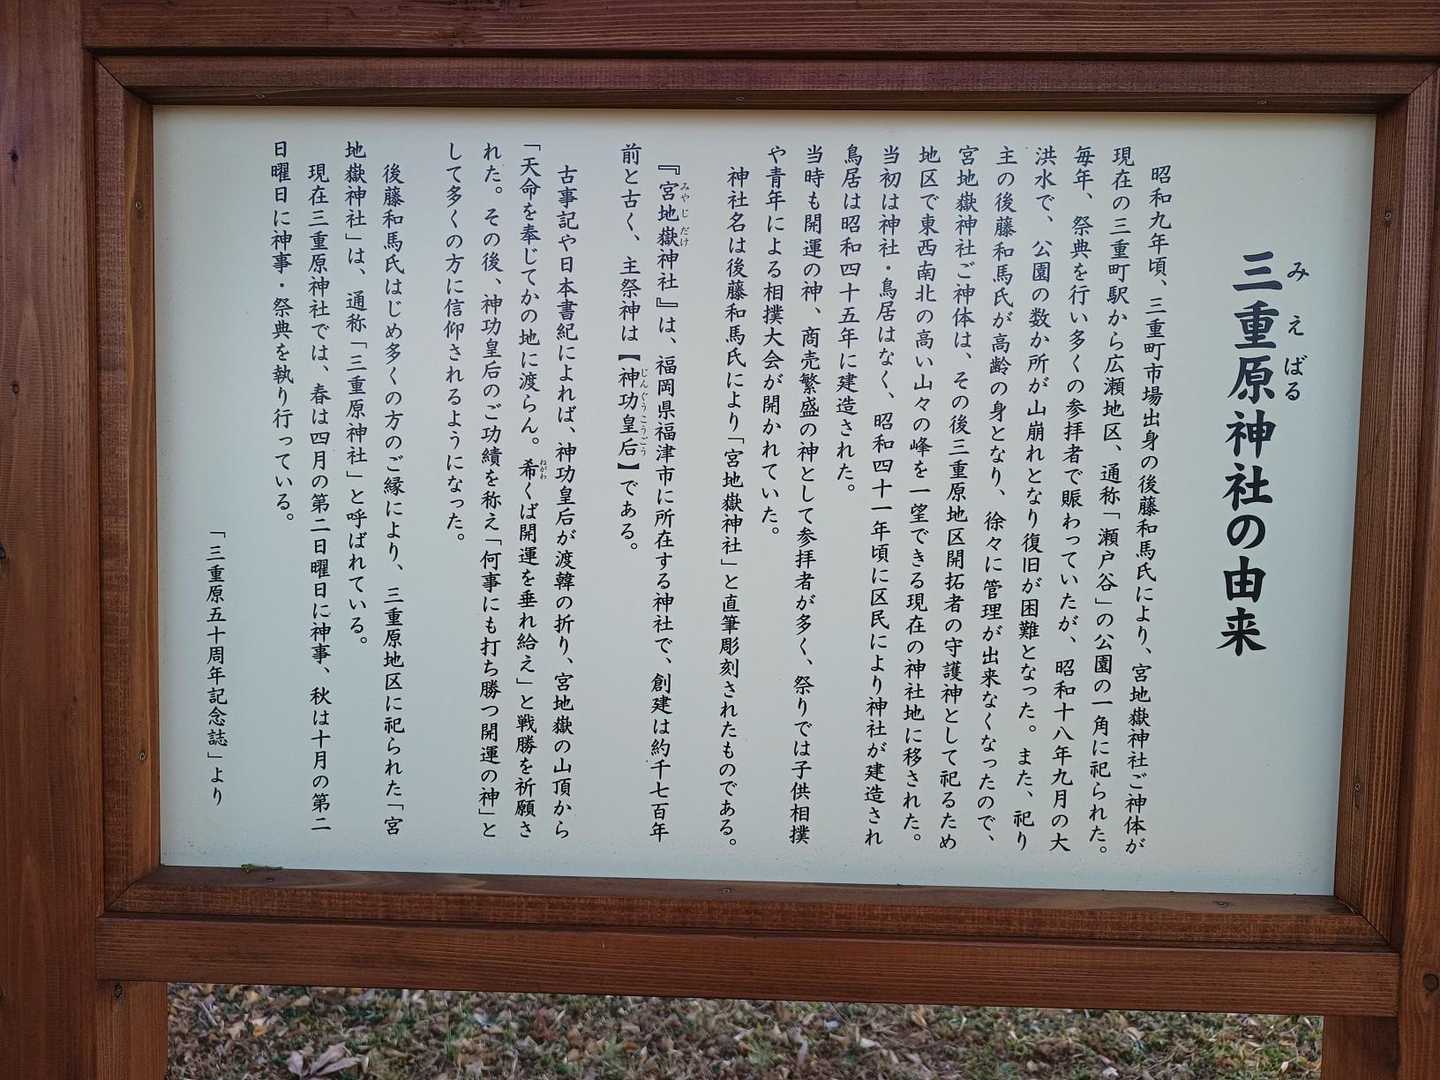 三重原神社の由来
みえばる
昭和九年頃、三重町市場出身の後藤和馬氏により、宮地嶽神社ご神体が
現在の三重町駅から広瀬地区、通称「瀬戸谷」の公園の一角に祀られた。
毎年、祭典を行い多くの参拝者で賑わっていたが、昭和十八年九月の大
洪水で、公園の数か所が山崩れとなり復旧が困難となった。また、祀り
主の後藤和馬氏が高齢の身となり、徐々に管理が出来なくなったので、
宮地嶽神社ご神体は、その後三重原地区開拓者の守護神として祀るため
地区で東西南北の高い山々の峰を一望できる現在の神社地に移された。
当初は神社・鳥居はなく、昭和四十一年頃に区民により神社が建造され
鳥居は昭和四十五年に建造された。
当時も開運の神、商売繁盛の神として参拝者が多く、祭りでは子供相撲
や青年による相撲大会が開かれていた。
神社名は後藤和馬氏により「宮地嶽神社」と直筆彫刻されたものである。
『宮地嶽神社』は、福岡県福津市に所在する神社で、創建は約千七百年
みやじだけ
前と古く、主祭神は【神功皇后】である。
じんぐうこうごう
古事記や日本書紀によれば、神功皇后が渡韓の折り、宮地嶽の山頂から
「天命を奉じてかの地に渡らん。希くば開運を垂れ給え」と戦勝を祈願さ
ねがわ
れた。その後、神功皇后のご功績を称え「何事にも打ち勝つ開運の神」と
して多くの方に信仰されるようになった。
後藤和馬氏はじめ多くの方のご縁により、三重原地区に祀られた「宮
地嶽神社」は、通称「三重原神社」と呼ばれている。
現在三重原神社では、春は四月の第二日曜日に神事、秋は十月の第二
日曜日に神事・祭典を執り行っている。
「三重原五十周年記念誌」より